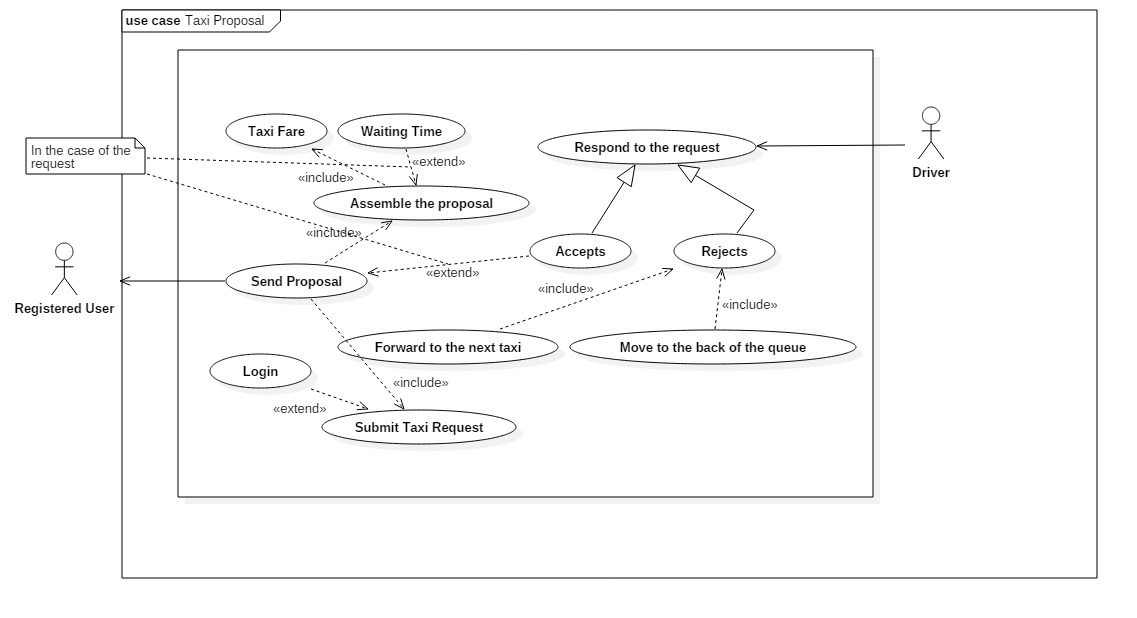 use case Taxi Proposal
Taxi Fare
Waiting Time
In the case of the
request
Respond to the request
«extend»
«include»
Driver
Assemble the proposal
«include»
Accepts
Rejects
«extend»
Send Proposal
«include»
Registered User
«include»
Forward to the next taxi
Move to the back of the queue
Login
«include»
«extend»
Submit Taxi Request